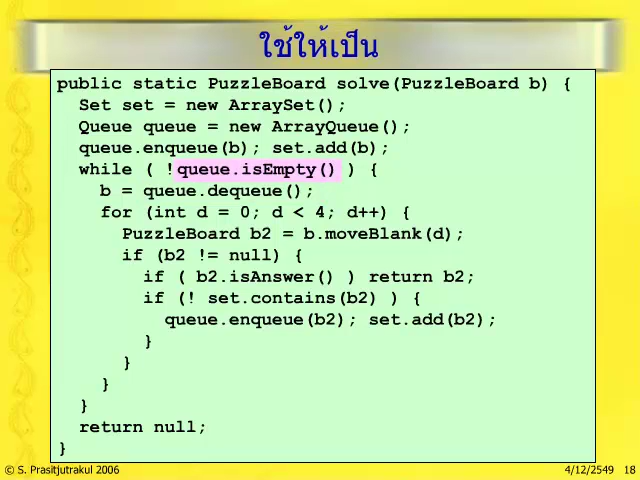 ใช้ให้เป็น
public static PuzzleBoard solve(PuzzleBoard b) {
  Set set = new ArraySet();
  Queue queue = new ArrayQueue();
  queue.enqueue(b); set.add(b);
  while ( !queue.isEmpty() ) {
    b = queue.dequeue();
    for (int d = 0; d < 4; d++) {
      PuzzleBoard b2 = b.moveBlank(d);
      if (b2 != null) {
        if ( b2.isAnswer() ) return b2;
        if (! set.contains(b2) ) {
          queue.enqueue(b2); set.add(b2);
        }
      }
    }
  }
  return null;
}
© S. Prasitjutrakul 2006 4/12/2549 18